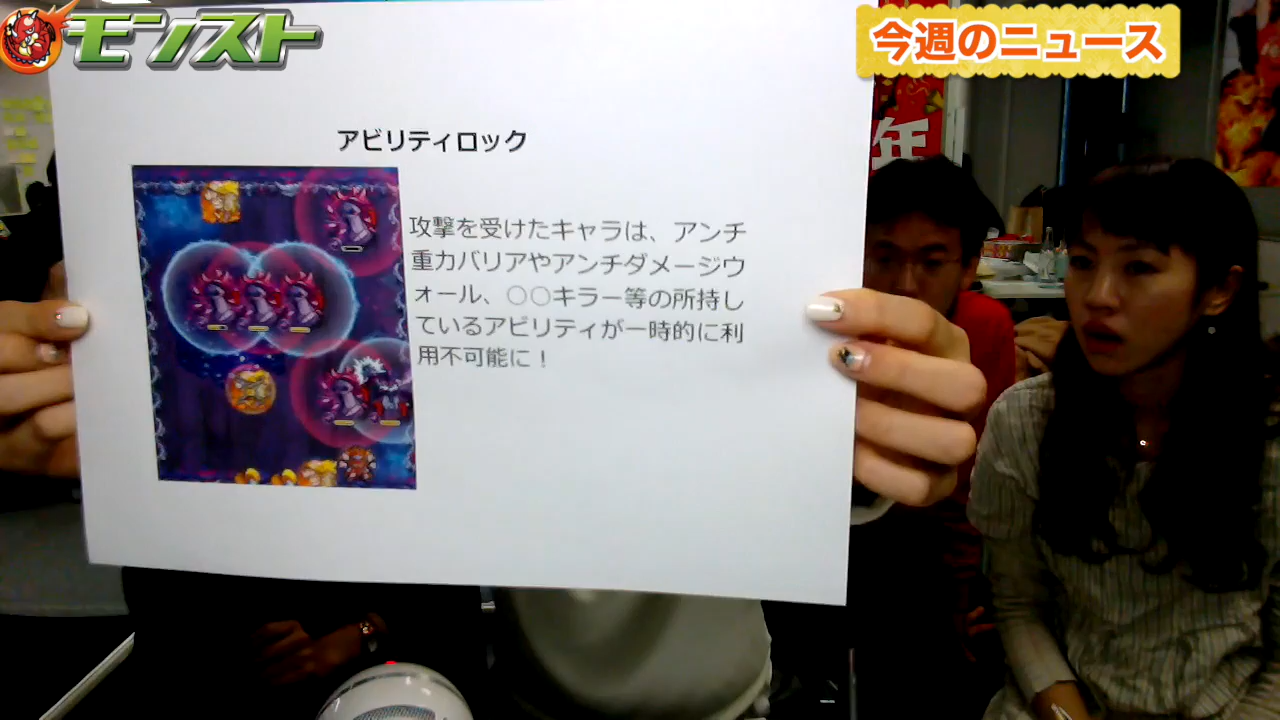 モンスト
今週のニュース
年
アビリティロック
攻撃を受けたキャラは、アンチ
重力バリアやアンチダメージウ
ォール、○○キラー等の所持し
ているアビリティが一時的に利
用不可能に！